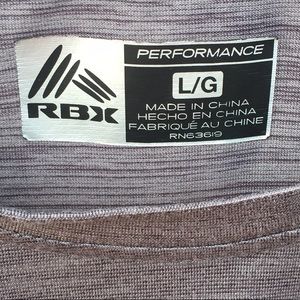 RBX
PERFORMANCE
L/G
MADE IN CHINA
HECHO EN CHINA
FABRIQUÉ AU CHINE
RN63619